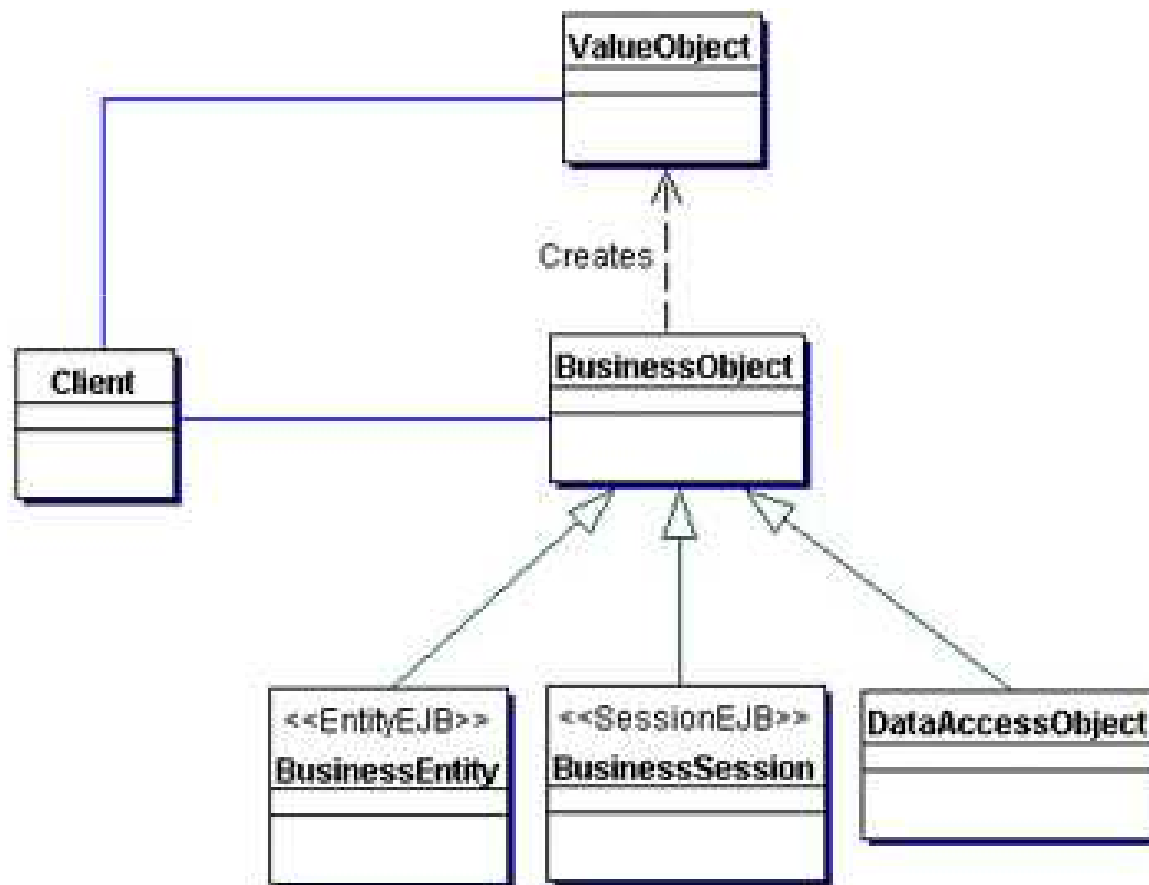 ValueObject
Creates
Client
BusinessObject
<<EntityEJB>>
BusinessEntity
<<SessionEJB>>
BusinessSession
DataAccessObject